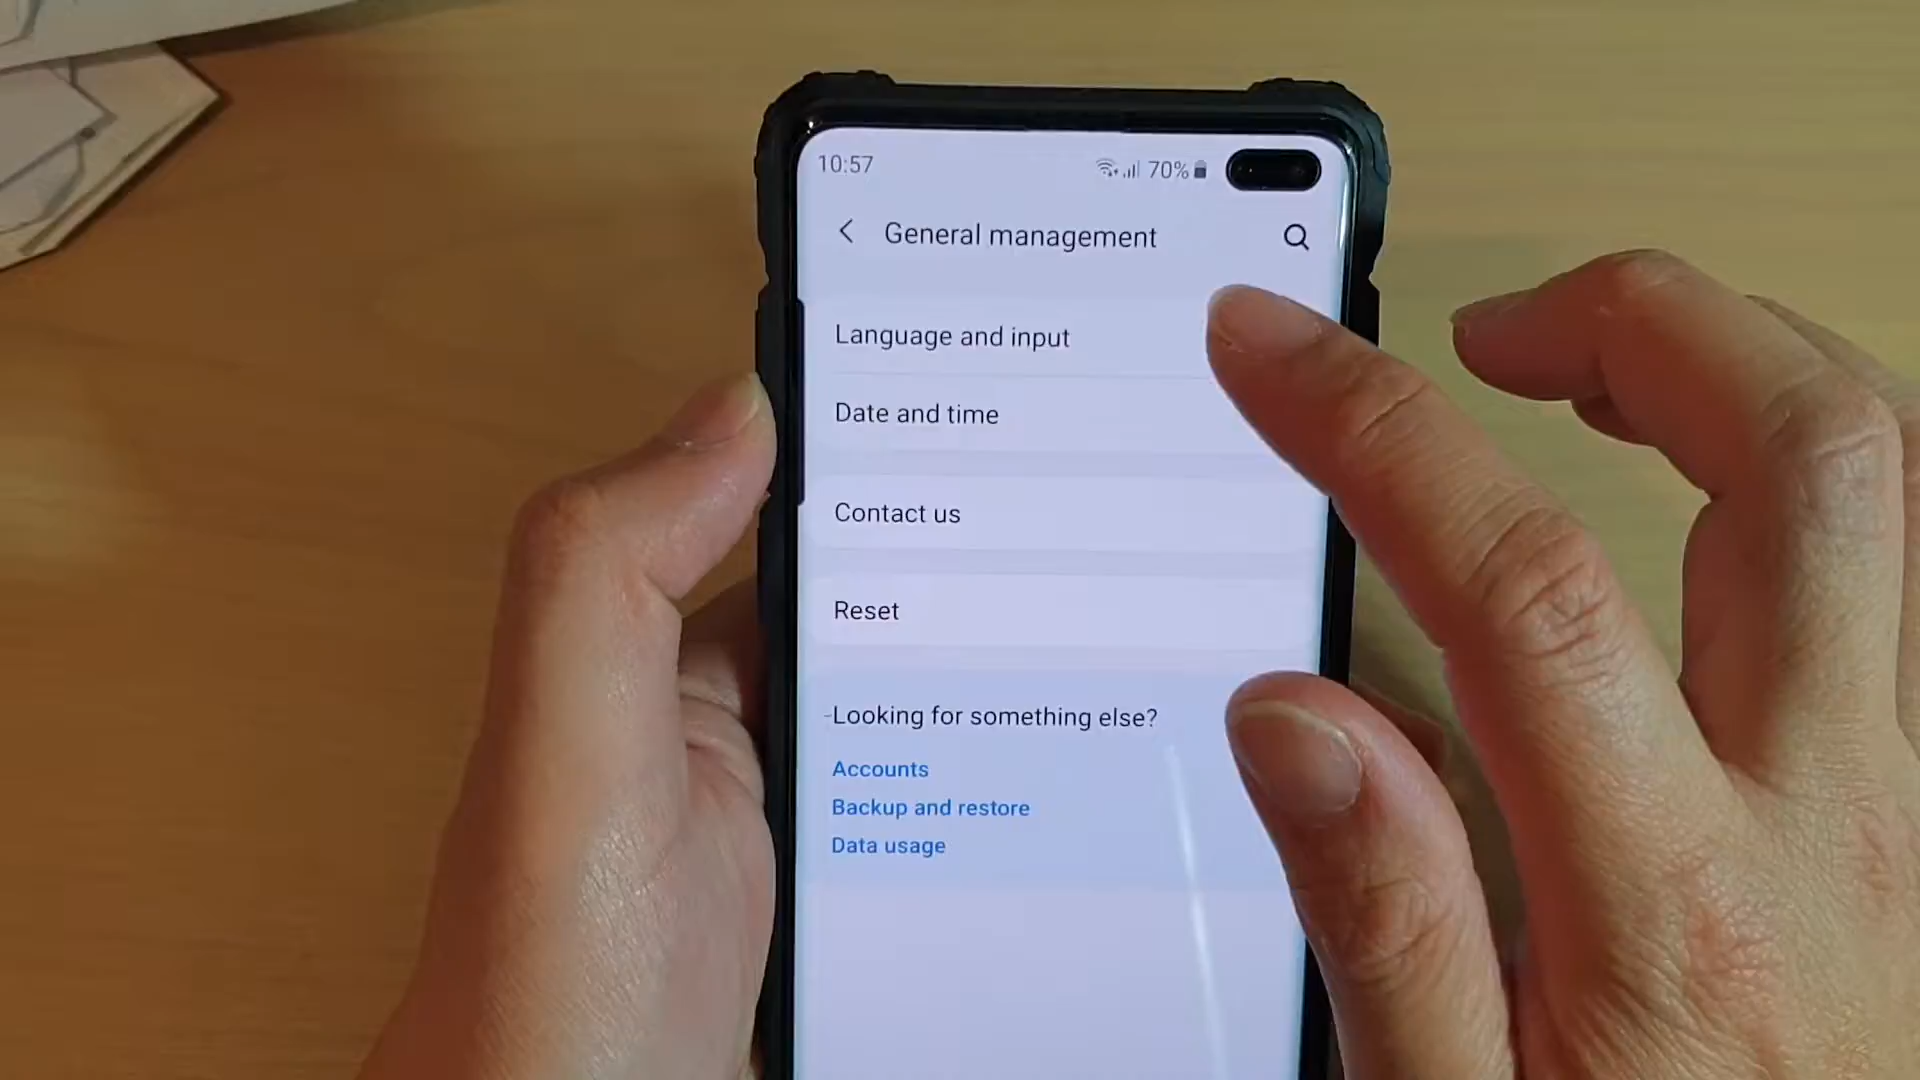 10:57
70%
General management
Language and input
Date and time
Contact us
Reset
Looking for something else?
Accounts
Backup and restore
Data usage